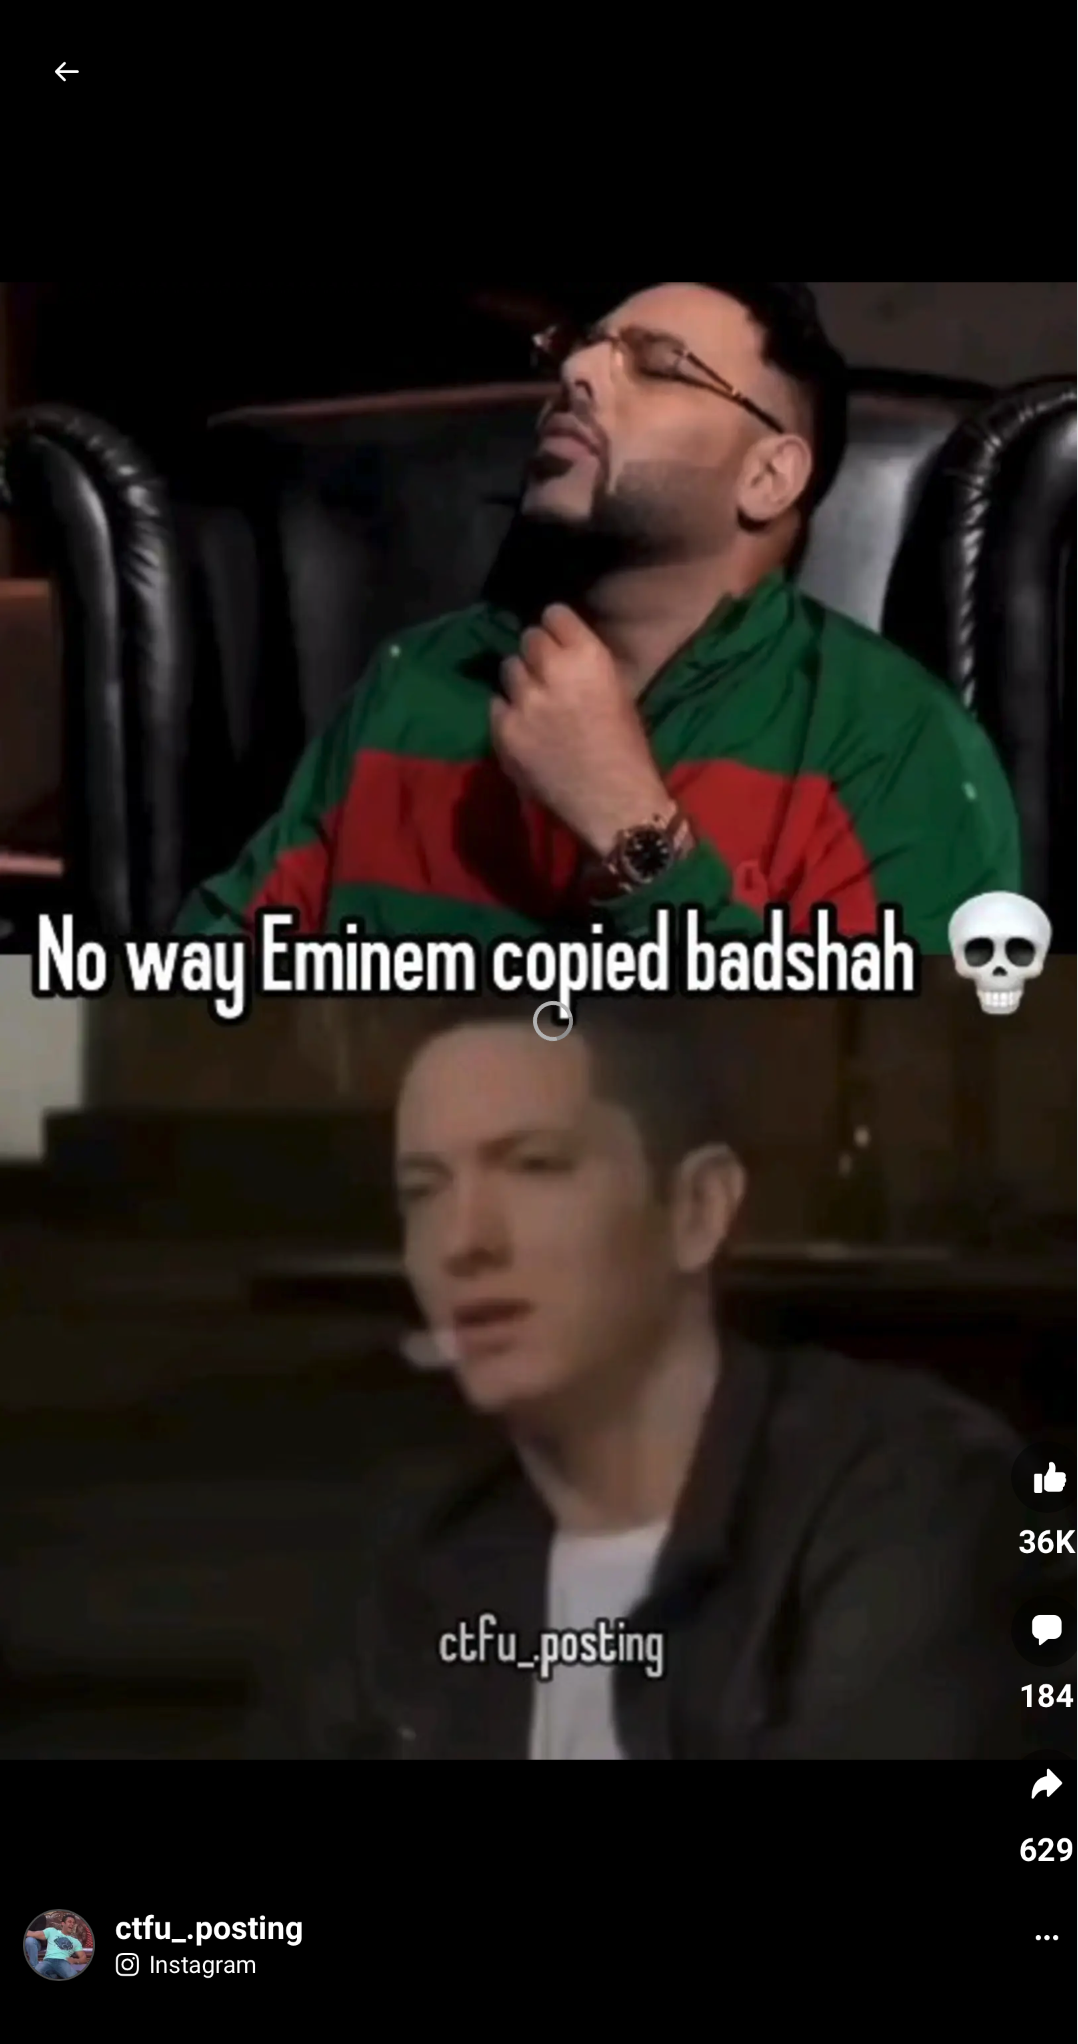 No way Eminem copied badshah 💀
ctfu_.posting
36K
184
629
ctfu_.posting
Instagram